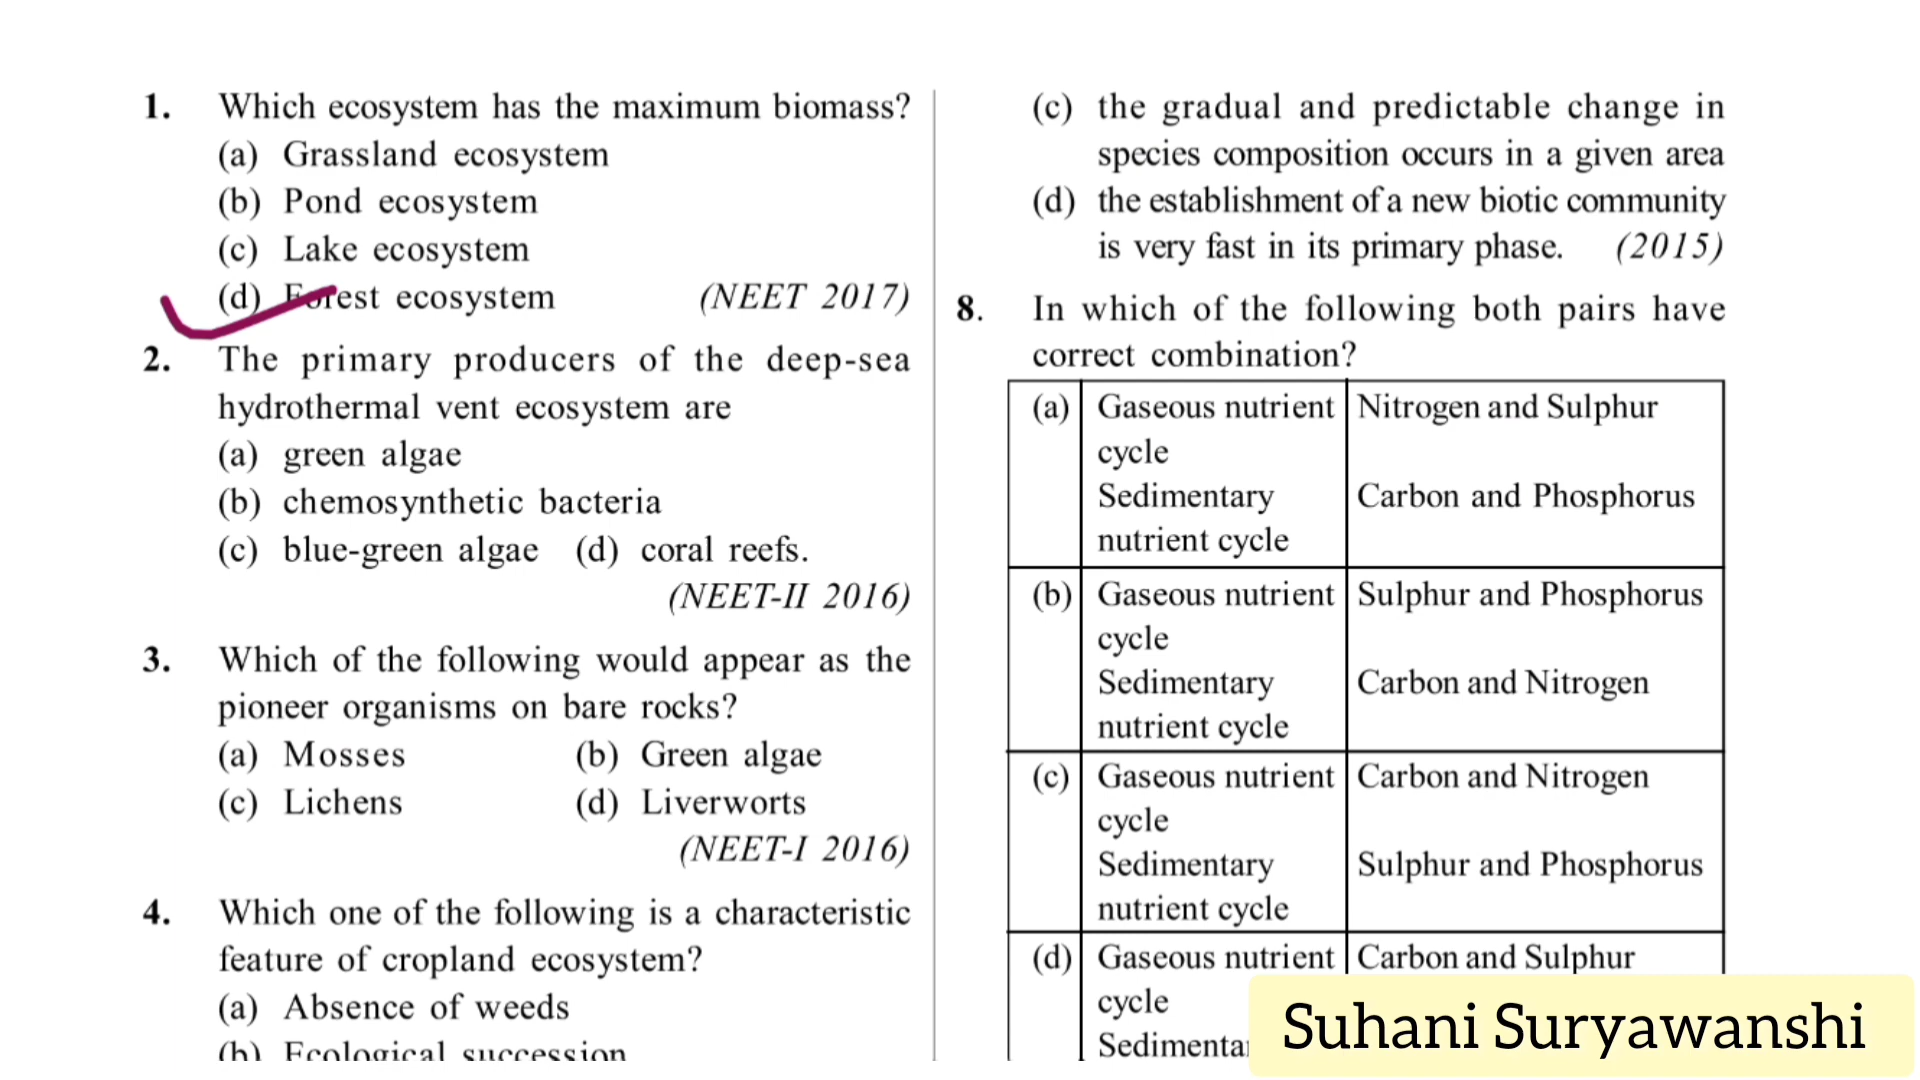 1. Which ecosystem has the maximum biomass?
(a) Grassland ecosystem
(b) Pond ecosystem
(c) Lake ecosystem
(d) Forest ecosystem (NEET 2017)
2. The primary producers of the deep-sea
hydrothermal vent ecosystem are
(a) green algae
(b) chemosynthetic bacteria
(c) blue-green algae (d) coral reefs.
(NEET-II 2016)
3. Which of the following would appear as the
pioneer organisms on bare rocks?
(a) Mosses (b) Green algae
(c) Lichens (d) Liverworts
(NEET-I 2016)
4. Which one of the following is a characteristic
feature of cropland ecosystem?
(a) Absence of weeds
(b) Ecological succession
(c) the gradual and predictable change in
species composition occurs in a given area
(d) the establishment of a new biotic community
is very fast in its primary phase. (2015)
8. In which of the following both pairs have
correct combination?
(a) Gaseous nutrient Nitrogen and Sulphur
cycle
Sedimentary Carbon and Phosphorus
nutrient cycle
(b) Gaseous nutrient Sulphur and Phosphorus
cycle
Sedimentary Carbon and Nitrogen
nutrient cycle
(c) Gaseous nutrient Carbon and Nitrogen
cycle
Sedimentary Sulphur and Phosphorus
nutrient cycle
(d) Gaseous nutrient Carbon and Sulphur
cycle
Suhani Suryawanshi